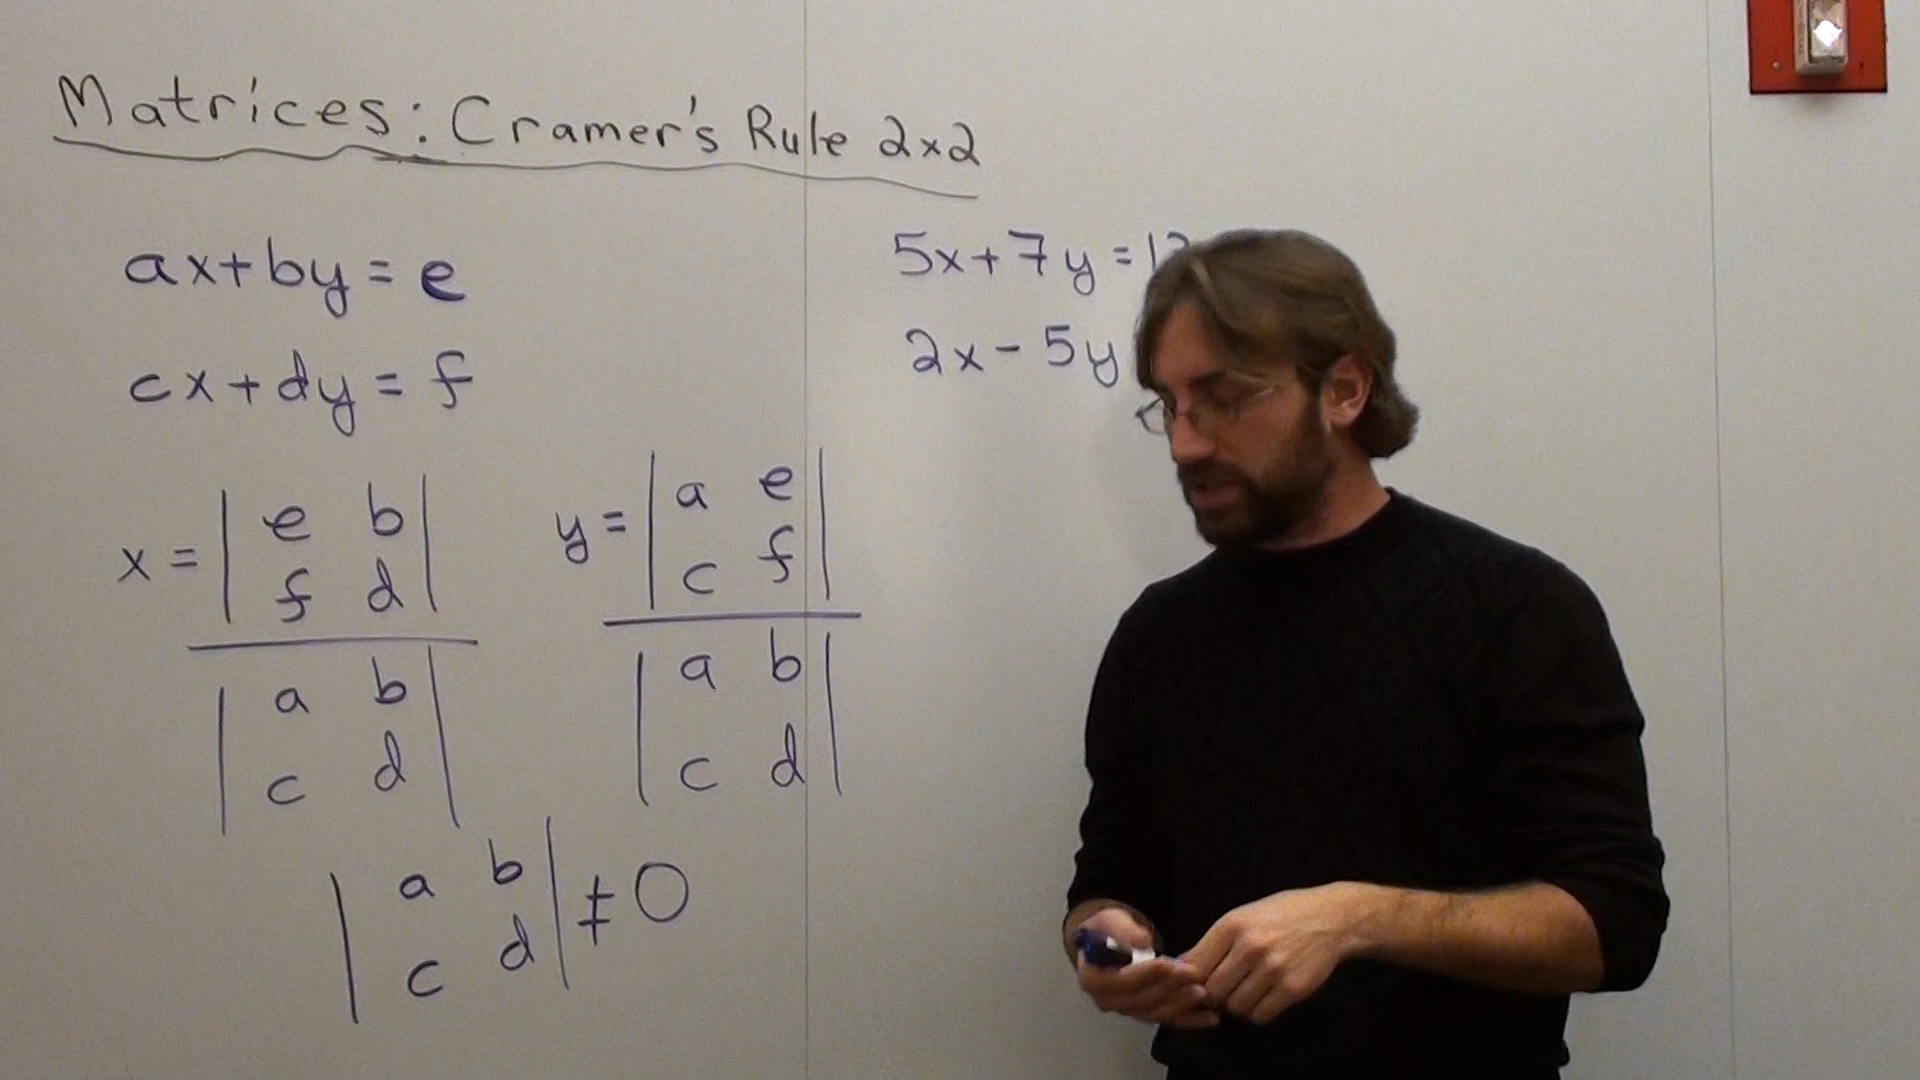 Matrices: Cramer's Rule 2x2
ax+by=e
cx+dy=f
x= | e b |
| f d |
| a b |
| c d |
y= | a e |
| c f |
| a b |
| c d |
| a b | ≠ 0
| c d |
5x+7y=
2x-5y